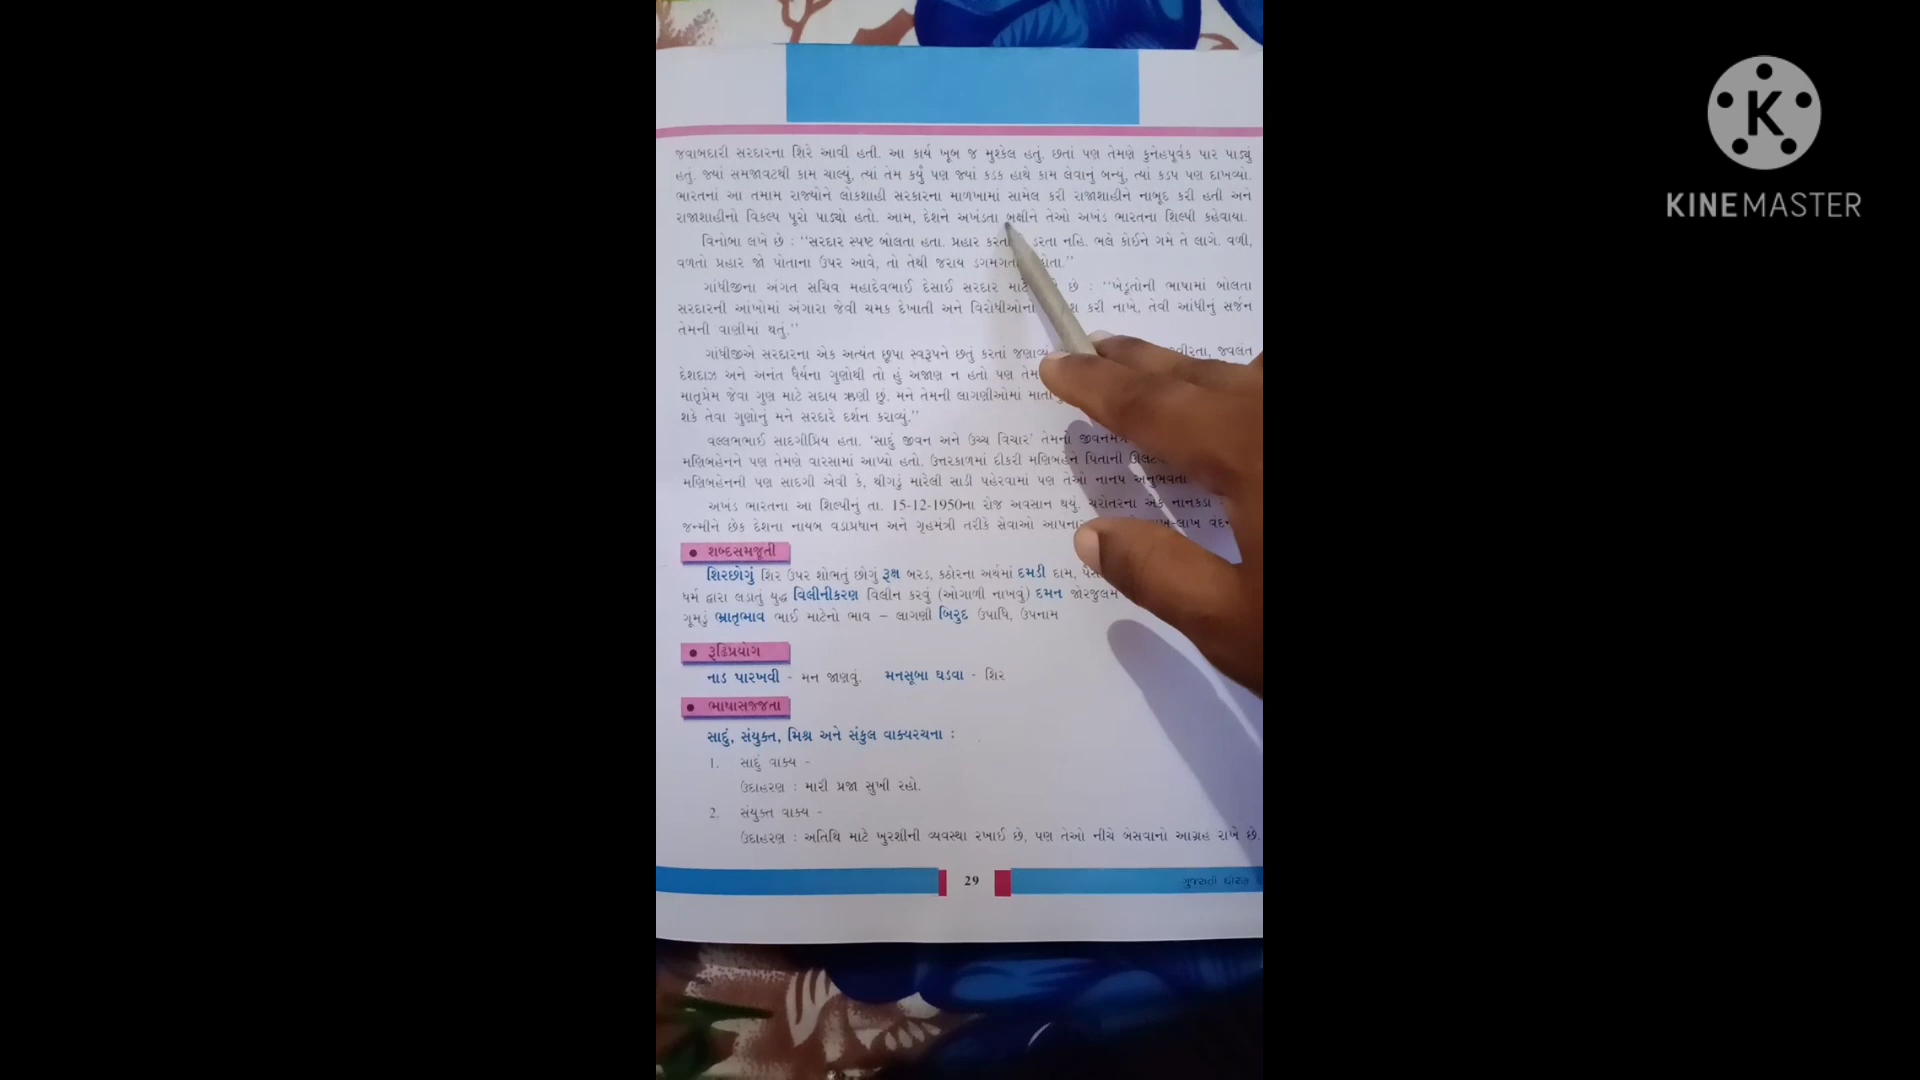 જવાબદારી સરદારના શિરે આવી હતી. આ કાર્ય ખૂબ જ મુશ્કેલ હતું. છતાં પણ તેમણે કુનેહપૂર્વક પાર પાડ્યું
હતું. જ્યાં સમજાવટથી કામ ચાલ્યું, ત્યાં તેમ કર્યું પણ જ્યાં કડક હાથે કામ લેવાનું બન્યું, ત્યાં કડપ પણ દાખવ્યો.
ભારતનાં આ તમામ રાજ્યોને લોકશાહી સરકારના માળખામાં સામેલ કરી રાજાશાહીને નાબૂદ કરી હતી અને
રાજાશાહીનો વિકલ્પ પૂરો પાડ્યો હતો. આમ, દેશને અખંડતા બક્ષીને તેઓ અખંડ ભારતના શિલ્પી કહેવાયા.
વિનોબા લખે છે : ‘‘સરદાર સ્પષ્ટ બોલતા હતા. પ્રહાર કરતાં ડરતા નહિ. ભલે કોઈને ગમે તે લાગે. વળી,
વળતો પ્રહાર જો પોતાના ઉપર આવે, તો તેથી જરાય ડગમગતા હોતા.’’
ગાંધીજીના અંગત સચિવ મહાદેવભાઈ દેસાઈ સરદાર માટે છે : ‘‘ખેડૂતોની ભાષામાં બોલતા
સરદારની આંખોમાં અંગારા જેવી ચમક દેખાતી અને વિરોધીઓનો કરી નાખે, તેવી આંધીનું સર્જન
તેમની વાણીમાં થતું.’’
ગાંધીજીએ સરદારના એક અત્યંત છૂપા સ્વરૂપને છતું કરતાં જણાવ્યું જ્વલંત
દેશદાઝ અને અનંત ધૈર્યના ગુણોથી તો હું અજાણ ન હતો પણ
માતૃપ્રેમ જેવા ગુણ માટે સદાય ઋણી છું. મને તેમની લાગણીઓમાં
શકે તેવા ગુણોનું મને સરદારે દર્શન કરાવ્યું.’’
વલ્લભભાઈ સાદગીપ્રિય હતા. ‘સાદું જીવન અને ઉચ્ચ વિચાર’ તેમનો
મણિબહેનને પણ તેમણે વારસામાં આપ્યો હતો. ઉત્તરકાળમાં દીકરી મણિબહેને પિતાની
મણિબહેનની પણ સાદગી એવી કે, થીગડું મારેલી સાડી પહેરવામાં પણ તેઓ નાનપ અનુભવતા
અખંડ ભારતના આ શિલ્પીનું તા. 15-12-1950ના રોજ અવસાન થયું. ચરોતરના એક નાનકડા
જન્મીને છેક દેશના નાયબ વડાપ્રધાન અને ગૃહમંત્રી તરીકે સેવાઓ આપનાર
• શબ્દસમજૂતી
શિરછોગું શિર ઉપર શોભતું છોગું રૂક્ષ બરડ, કઠોરના અર્થમાં દમડી દામ,
ધર્મ દ્વારા લડાતું યુદ્ધ વિલીનીકરણ વિલીન કરવું (ઓગાળી નાખવું) દમન જોરજુલમ
ગૂમડું ભ્રાતૃભાવ ભાઈ માટેનો ભાવ – લાગણી બિરુદ ઉપાધિ, ઉપનામ
• રૂઢિપ્રયોગ
નાડ પારખવી - મન જાણવું. મનસૂબા ઘડવા - શિર
• ભાષાસજ્જતા
સાદું, સંયુક્ત, મિશ્ર અને સંકુલ વાક્યરચના :
1. સાદું વાક્ય -
ઉદાહરણ : મારી પ્રજા સુખી રહો.
2. સંયુક્ત વાક્ય -
ઉદાહરણ : અતિથિ માટે ખુરશીની વ્યવસ્થા રખાઈ છે, પણ તેઓ નીચે બેસવાનો આગ્રહ રાખે છે.
29
ગુજરાતી ધોરણ
KINEMASTER